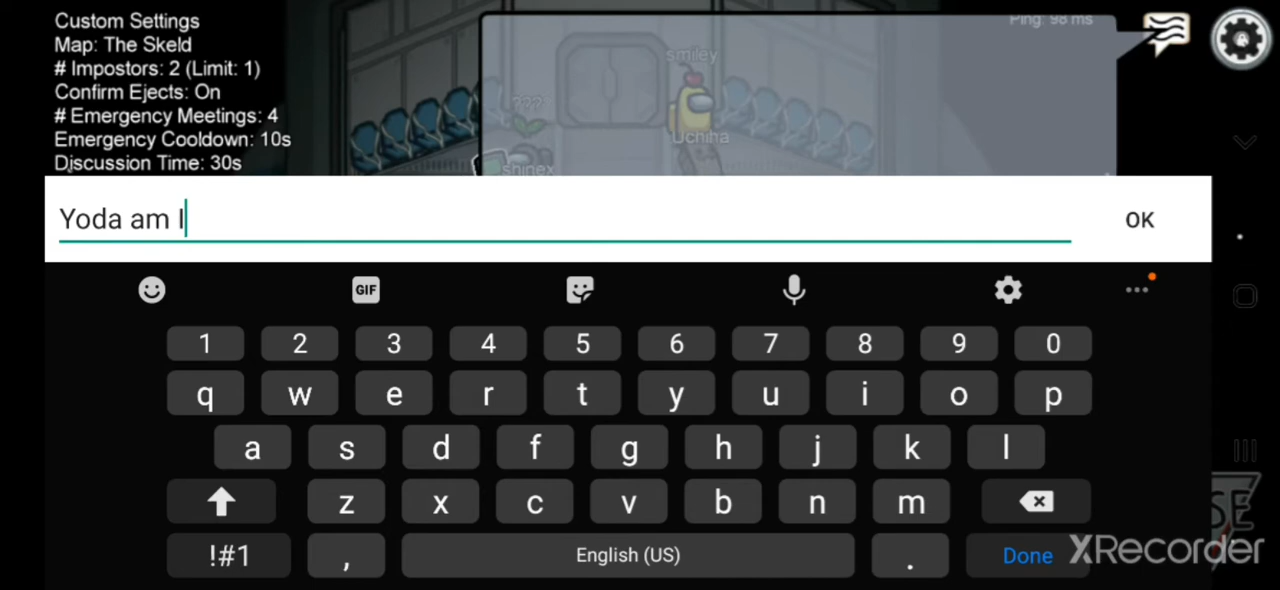 Custom Settings
Map: The Skeld
# Impostors: 2 (Limit: 1)
Confirm Ejects: On
# Emergency Meetings: 4
Emergency Cooldown: 10s
Discussion Time: 30s
Ping: 98 ms
smiley
???
Uchiha
shinex
Yoda am I
OK
GIF
1 2 3 4 5 6 7 8 9 0
q w e r t y u i o p
a s d f g h j k l
z x c v b n m
!#1 , English (US) . Done
SE
XRecorder